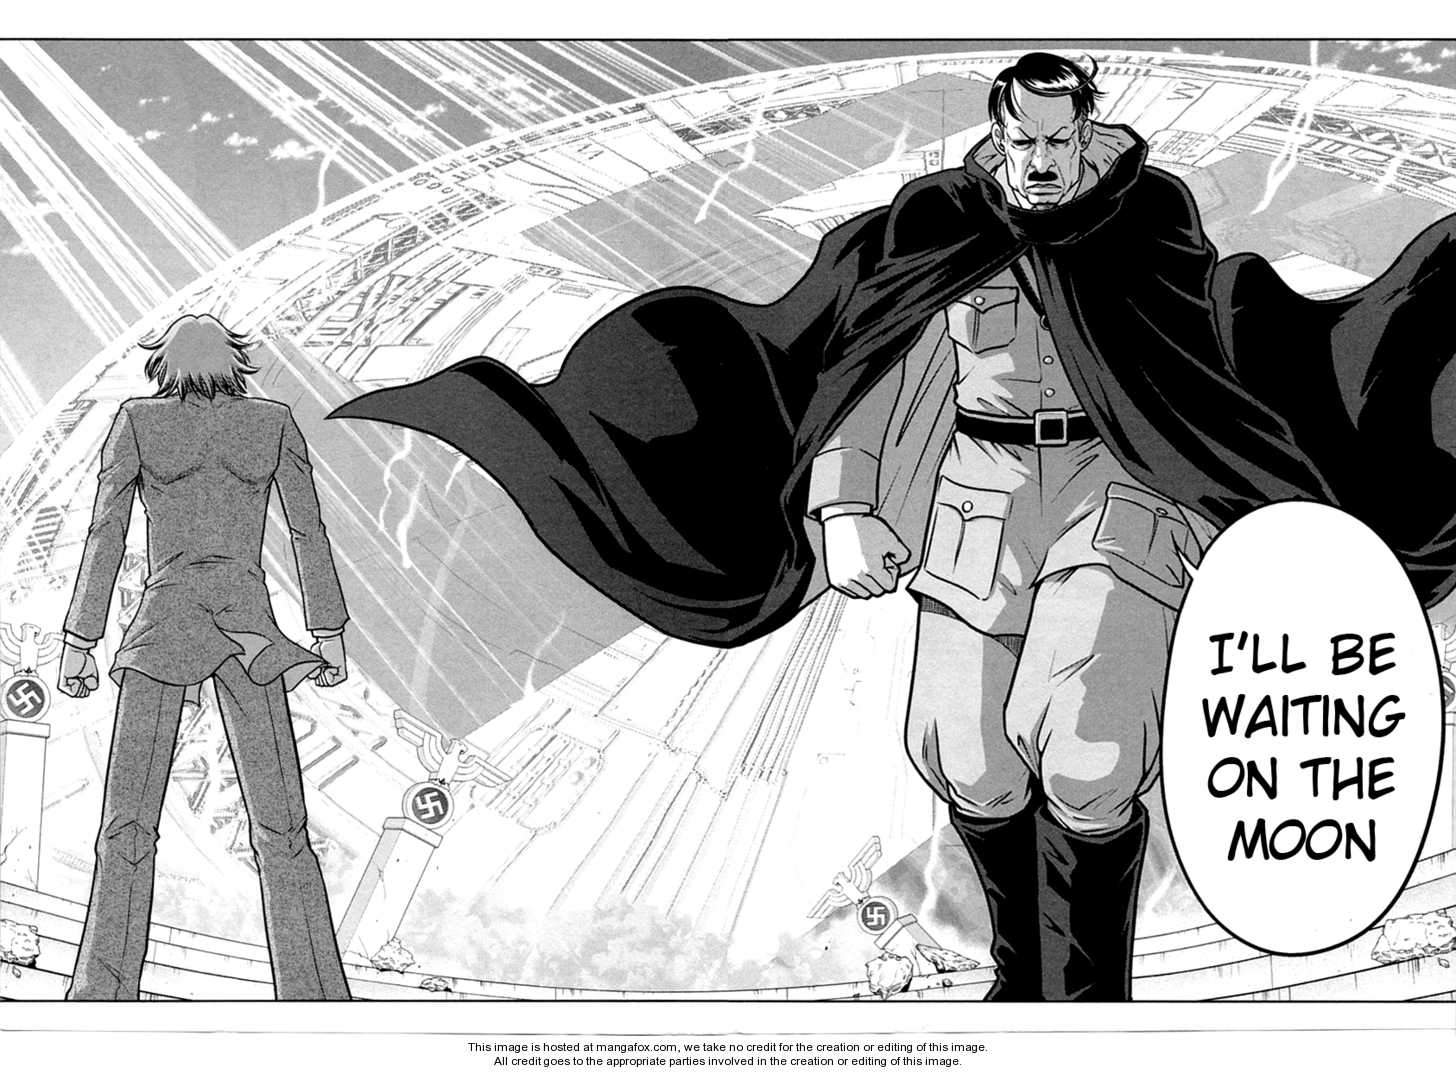 I'LL BE
WAITING
ON THE
MOON
This image is hosted at mangafox.com, we take no credit for the creation or editing of this image.
All credit goes to the appropriate parties involved in the creation or editing of this image.